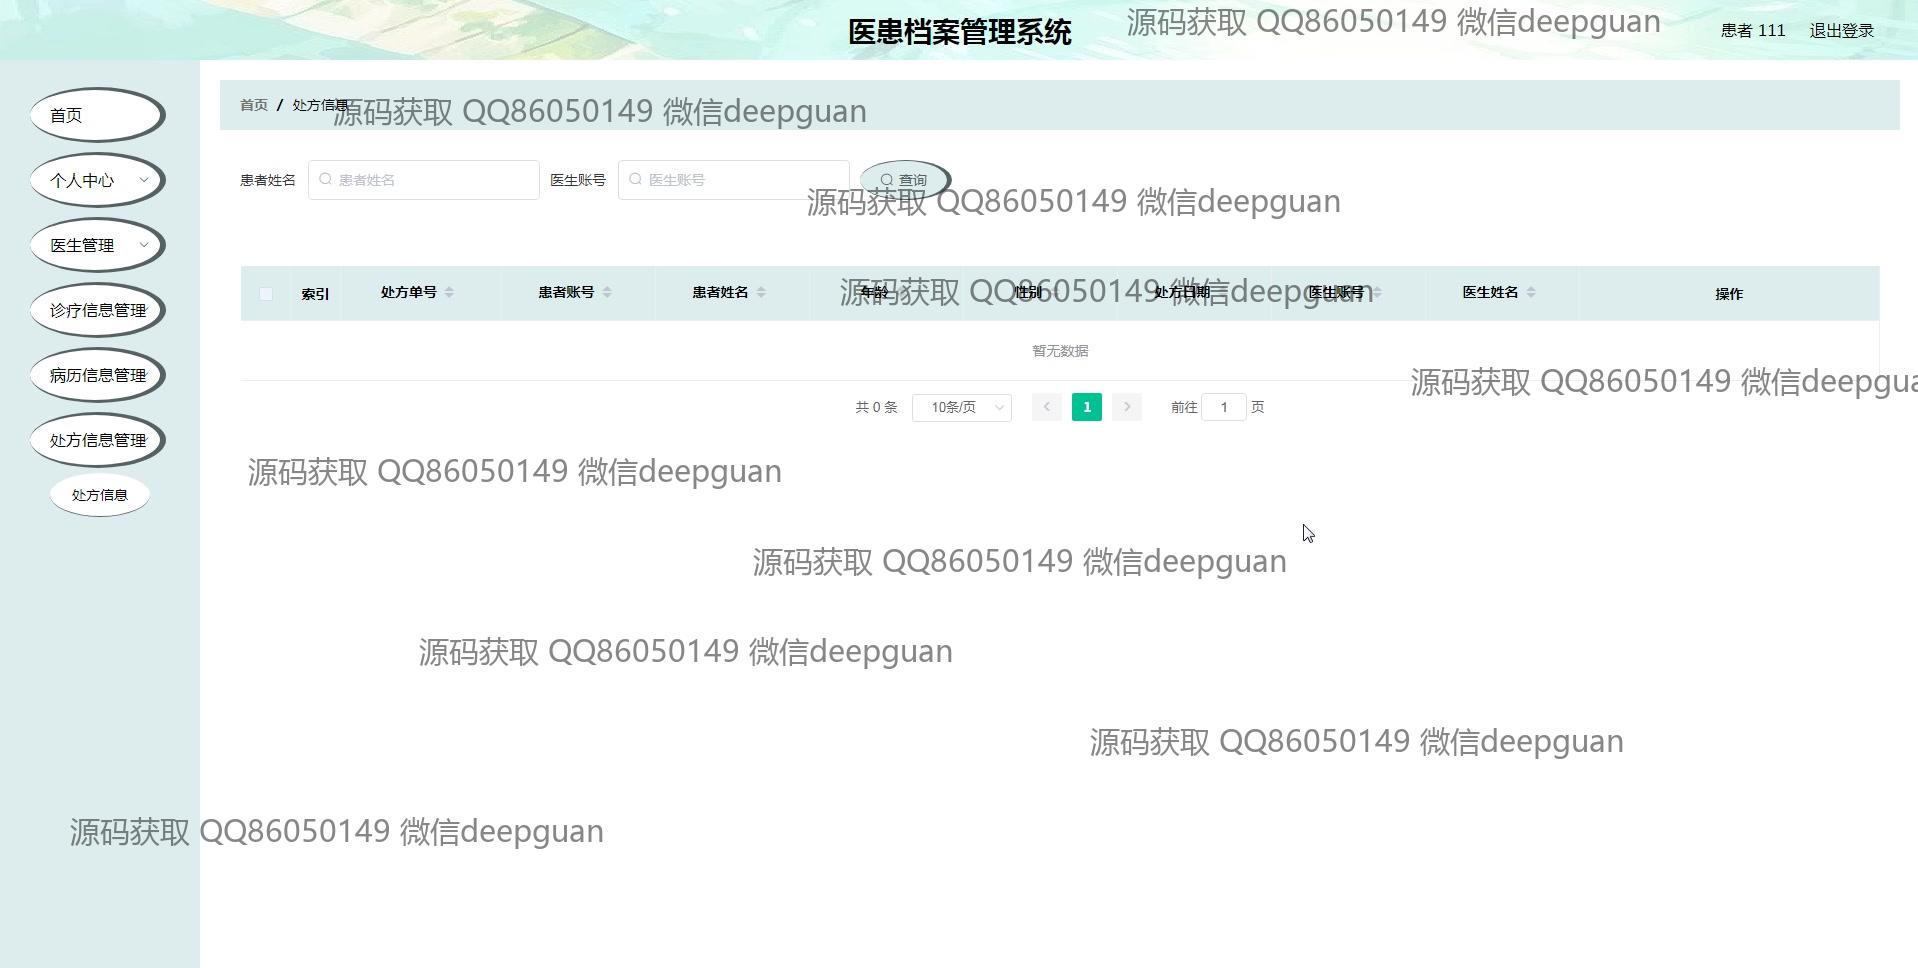 医患档案管理系统
源码获取 QQ86050149 微信deepguan
患者 111
退出登录
首页 / 处方信息
源码获取 QQ86050149 微信deepguan
首页
个人中心
医生管理
诊疗信息管理
病历信息管理
处方信息管理
处方信息
患者姓名 患者姓名 医生账号 医生账号 查询
源码获取 QQ86050149 微信deepguan
索引 处方单号 患者账号 患者姓名 年龄 性别 处方日期 医生账号 医生姓名 操作
源码获取 QQ86050149 微信deepguan
暂无数据
源码获取 QQ86050149 微信deepgua
共 0 条 10条/页 1 前往 1 页
源码获取 QQ86050149 微信deepguan
源码获取 QQ86050149 微信deepguan
源码获取 QQ86050149 微信deepguan
源码获取 QQ86050149 微信deepguan
源码获取 QQ86050149 微信deepguan